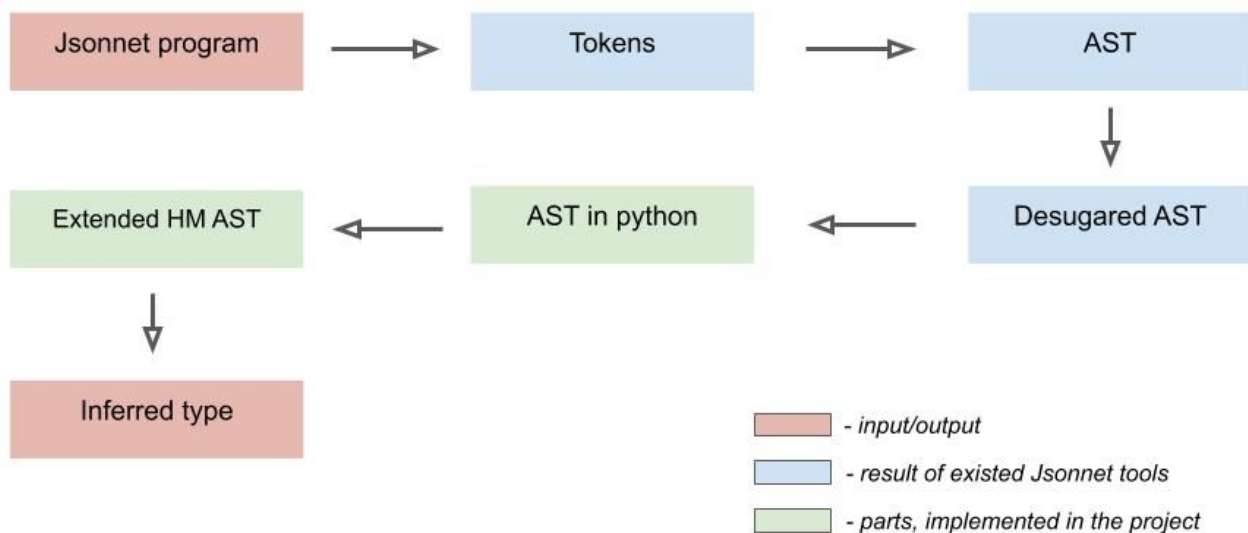 Jsonnet program
Tokens
AST
Extended HM AST
AST in python
Desugared AST
Inferred type
- input/output
- result of existed Jsonnet tools
- parts, implemented in the project